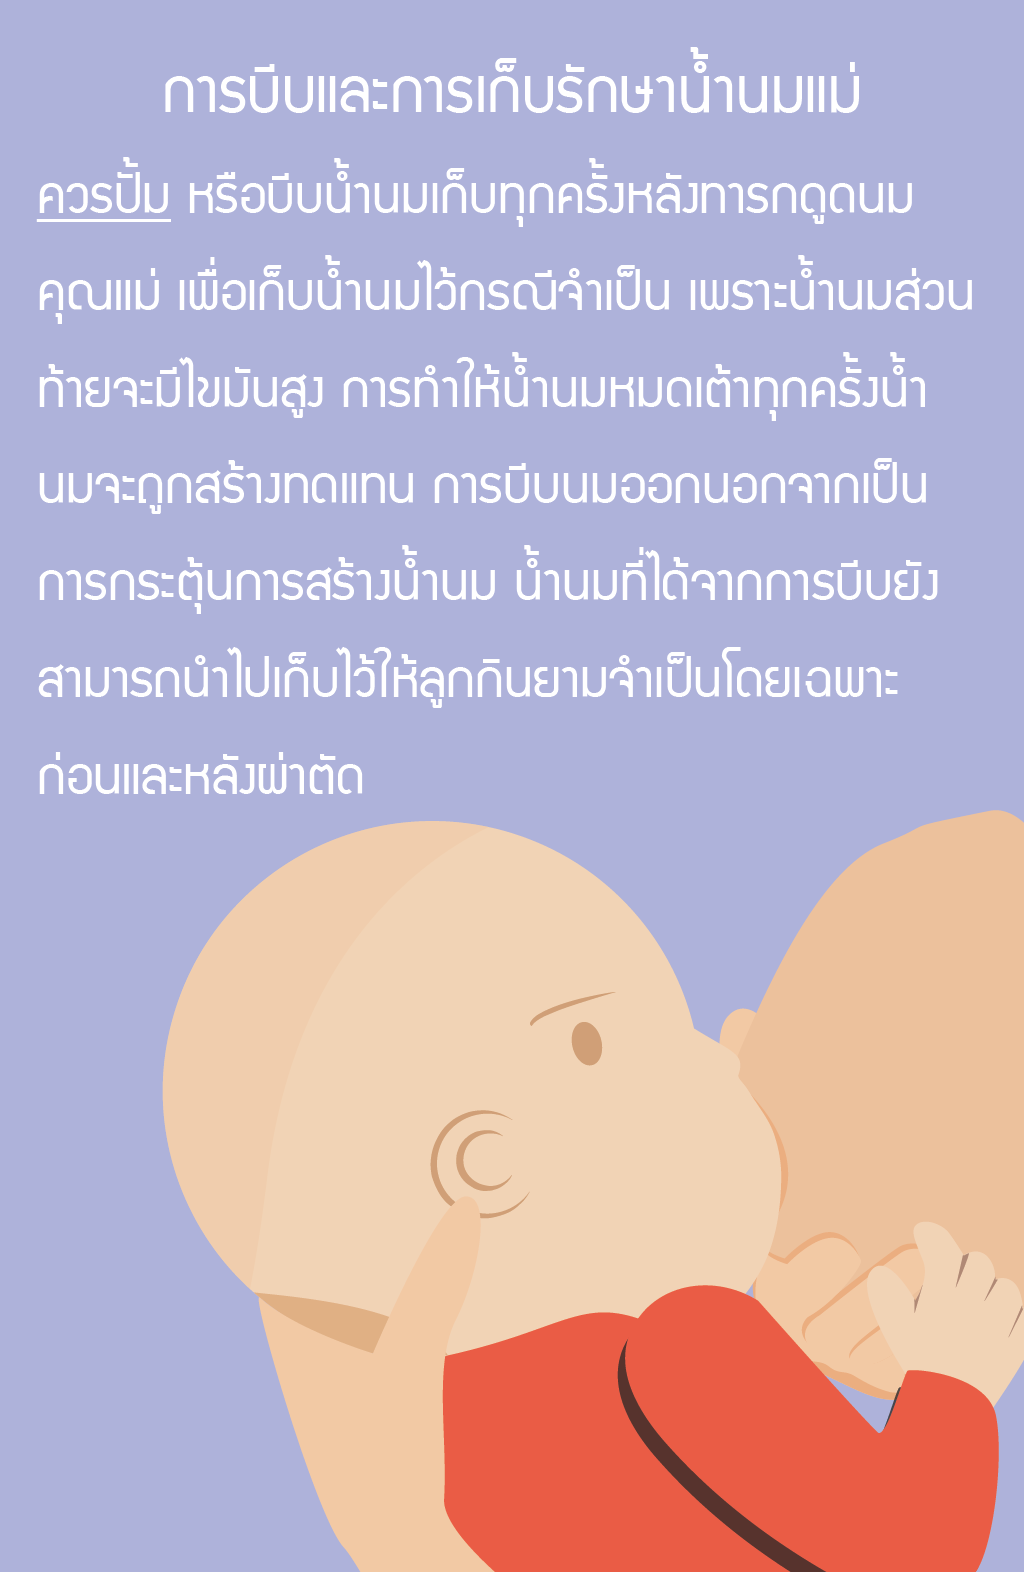 การบีบและการเก็บรักษาน้ำนมแม่
ควรปั้ม หรือบีบน้ำนมเก็บทุกครั้งหลังทารกดูดนม
คุณแม่ เพื่อเก็บน้ำนมไว้กรณีจำเป็น เพราะน้ำนมส่วน
ท้ายจะมีไขมันสูง การทำให้น้ำนมหมดเต้าทุกครั้งน้ำ
นมจะถูกสร้างทดแทน การบีบนมออกนอกจากเป็น
การกระตุ้นการสร้างน้ำนม น้ำนมที่ได้จากการบีบยัง
สามารถนำไปเก็บไว้ให้ลูกกินยามจำเป็นโดยเฉพาะ
ก่อนและหลังผ่าตัด